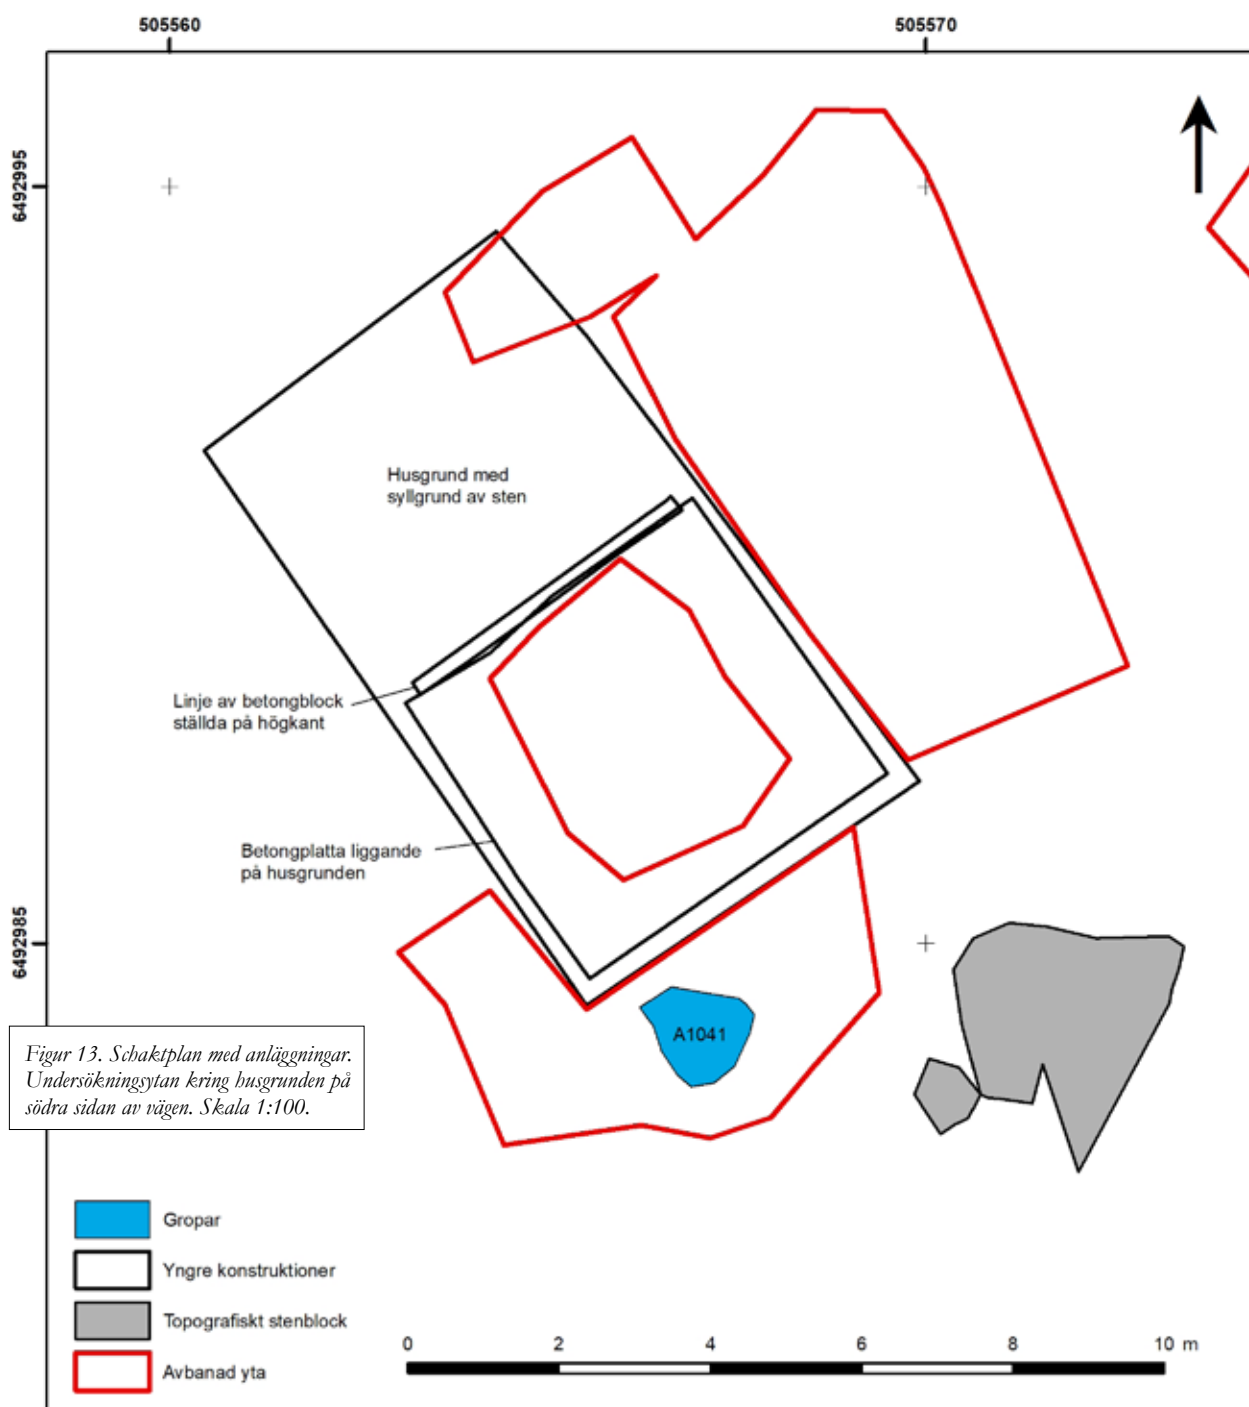 505560
505570
6492995
Husgrund med
syllgrund av sten
Linje av betongblock
ställda på högkant
Betongplatta liggande
på husgrunden
6492985
A1041
Figur 13. Schaktplan med anläggningar.
Undersökningsytan kring husgrunden på
södra sidan av vägen. Skala 1:100.
Gropar
Yngre konstruktioner
Topografiskt stenblock
Avbanad yta
0 2 4 6 8 10 m